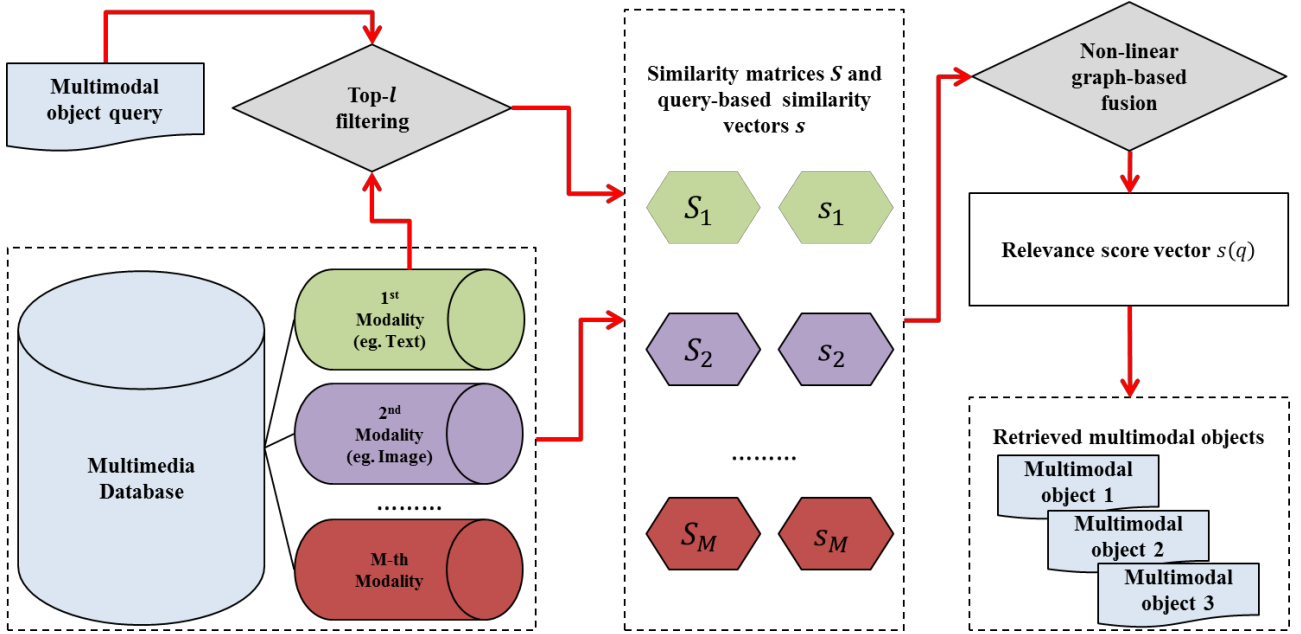 Multimodal
object query
Top-l
filtering
Multimedia
Database
1st
Modality
(eg. Text)
2nd
Modality
(eg. Image)
………
M-th
Modality
Similarity matrices S and
query-based similarity
vectors s
S1 s1
S2 s2
………
SM sM
Non-linear
graph-based
fusion
Relevance score vector s(q)
Retrieved multimodal objects
Multimodal
object 1
Multimodal
object 2
Multimodal
object 3